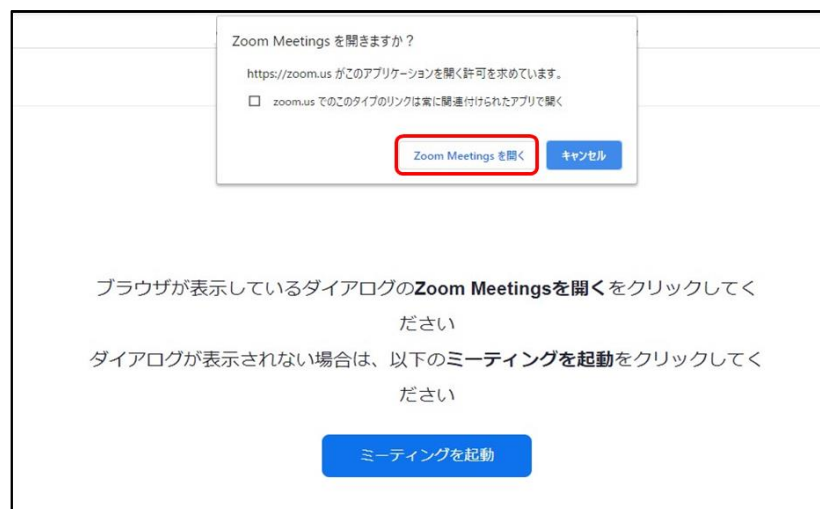 Zoom Meetings を開きますか？
https://zoom.us がこのアプリケーションを開く許可を求めています。
zoom.us でのこのタイプのリンクは常に関連付けられたアプリで開く
Zoom Meetings を開く キャンセル
ブラウザが表示しているダイアログのZoom Meetingsを開くをクリックしてく
ださい
ダイアログが表示されない場合は、以下のミーティングを起動をクリックしてく
ださい
ミーティングを起動